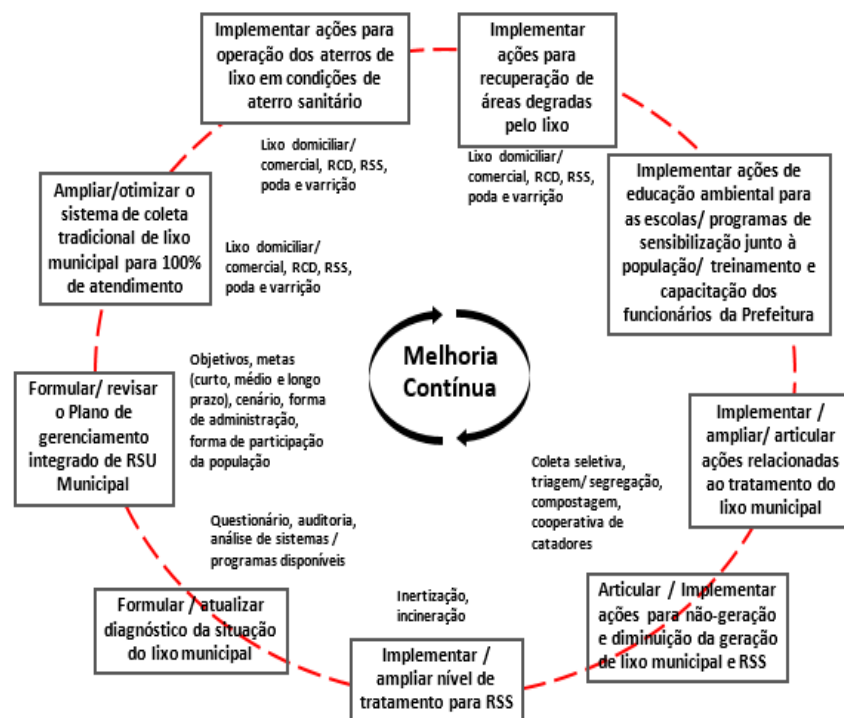 Implementar ações para
operação dos aterros de
lixo em condições de
aterro sanitário
Implementar
ações para
recuperação de
áreas degradas
pelo lixo
Lixo domiciliar/
comercial, RCD, RSS,
poda e varrição
Lixo domiciliar/
comercial, RCD, RSS,
poda e varrição
Implementar ações de
educação ambiental para
as escolas/ programas de
sensibilização junto à
população/ treinamento e
capacitação dos
funcionários da Prefeitura
Ampliar/otimizar o
sistema de coleta
tradicional de lixo
municipal para 100%
de atendimento
Lixo domiciliar/
comercial, RCD, RSS,
poda e varrição
Melhoria
Contínua
Objetivos, metas
(curto, médio e longo
prazo), cenário, forma
de administração,
forma de participação
da população
Formular/ revisar
o Plano de
gerenciamento
integrado de RSU
Municipal
Implementar /
ampliar/ articular
ações relacionadas
ao tratamento do
lixo municipal
Coleta seletiva,
triagem/ segregação,
compostagem,
cooperativa de
catadores
Questionário, auditoria,
análise de sistemas /
programas disponíveis
Formular / atualizar
diagnóstico da situação
do lixo municipal
Inertização,
incineração
Implementar /
ampliar nível de
tratamento para RSS
Articular / Implementar
ações para não-geração
e diminuição da geração
de lixo municipal e RSS